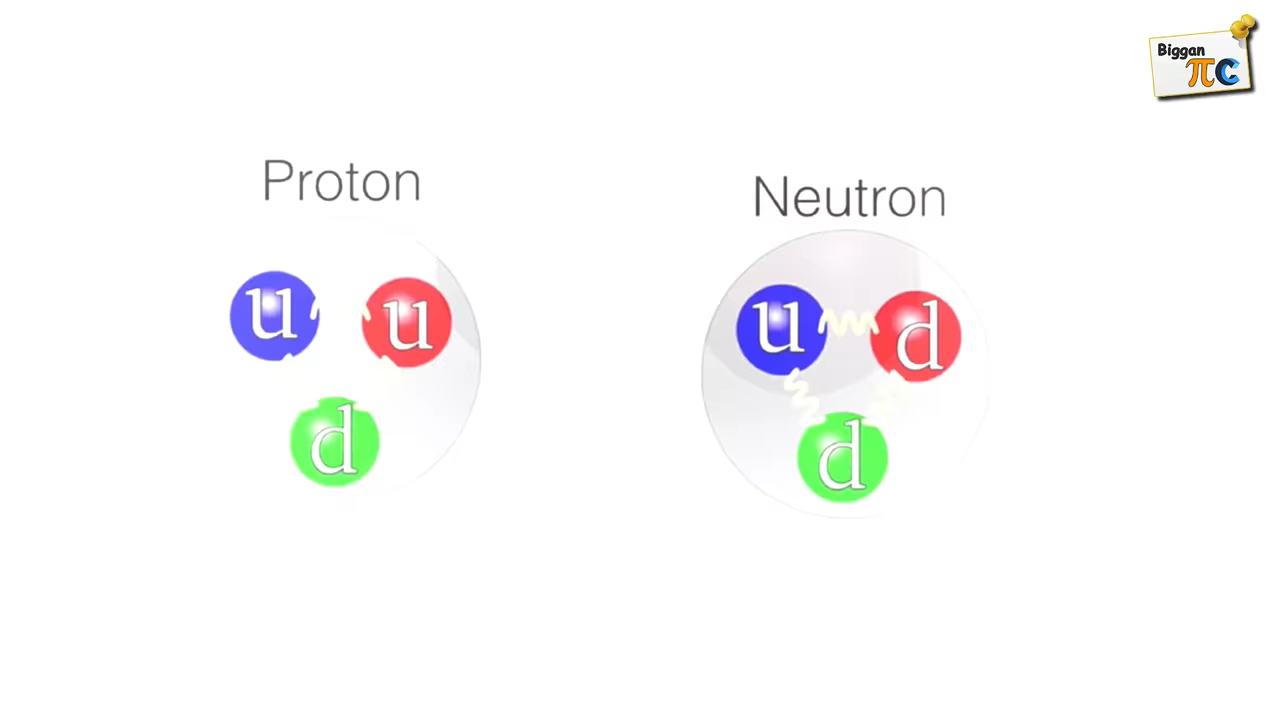 Biggan
πC
Proton
Neutron
u u
d
u d
d